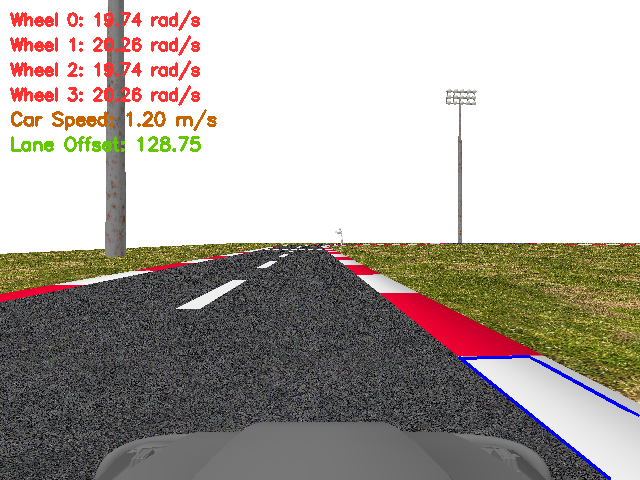 Wheel 0: 19.74 rad/s
Wheel 1: 20.26 rad/s
Wheel 2: 19.74 rad/s
Wheel 3: 20.26 rad/s
Car Speed: 1.20 m/s
Lane Offset: 128.75